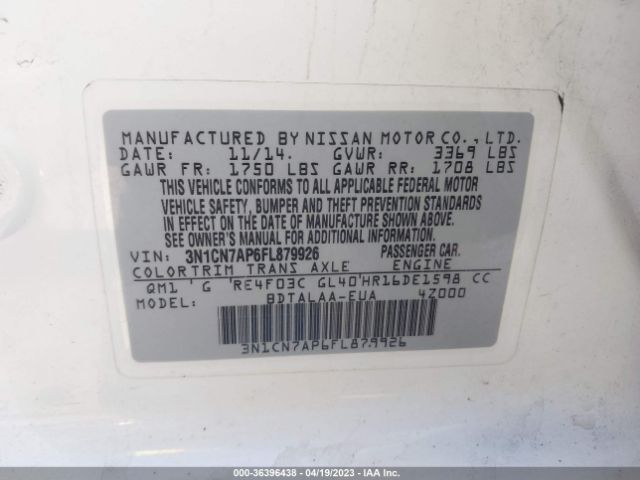 MANUFACTURED BY NISSAN MOTOR CO., LTD.
DATE: 11/14. GVWR: 3369 LBS
GAWR FR: 1750 LBS GAWR RR: 1708 LBS
THIS VEHICLE CONFORMS TO ALL APPLICABLE FEDERAL MOTOR
VEHICLE SAFETY, BUMPER AND THEFT PREVENTION STANDARDS
IN EFFECT ON THE DATE OF MANUFACTURE SHOWN ABOVE.
SEE OWNER'S MANUAL FOR ADDITIONAL INFORMATION.
VIN: 3N1CN7AP6FL879926 PASSENGER CAR.
COLOR TRIM TRANS AXLE ENGINE
QM1 G RE4F03C GL40 HR16DE1598 CC
MODEL: BDTALAA-EUA 4Z000
3N1CN7AP6FL879926
000-36396438 - 04/19/2023 - IAA Inc.